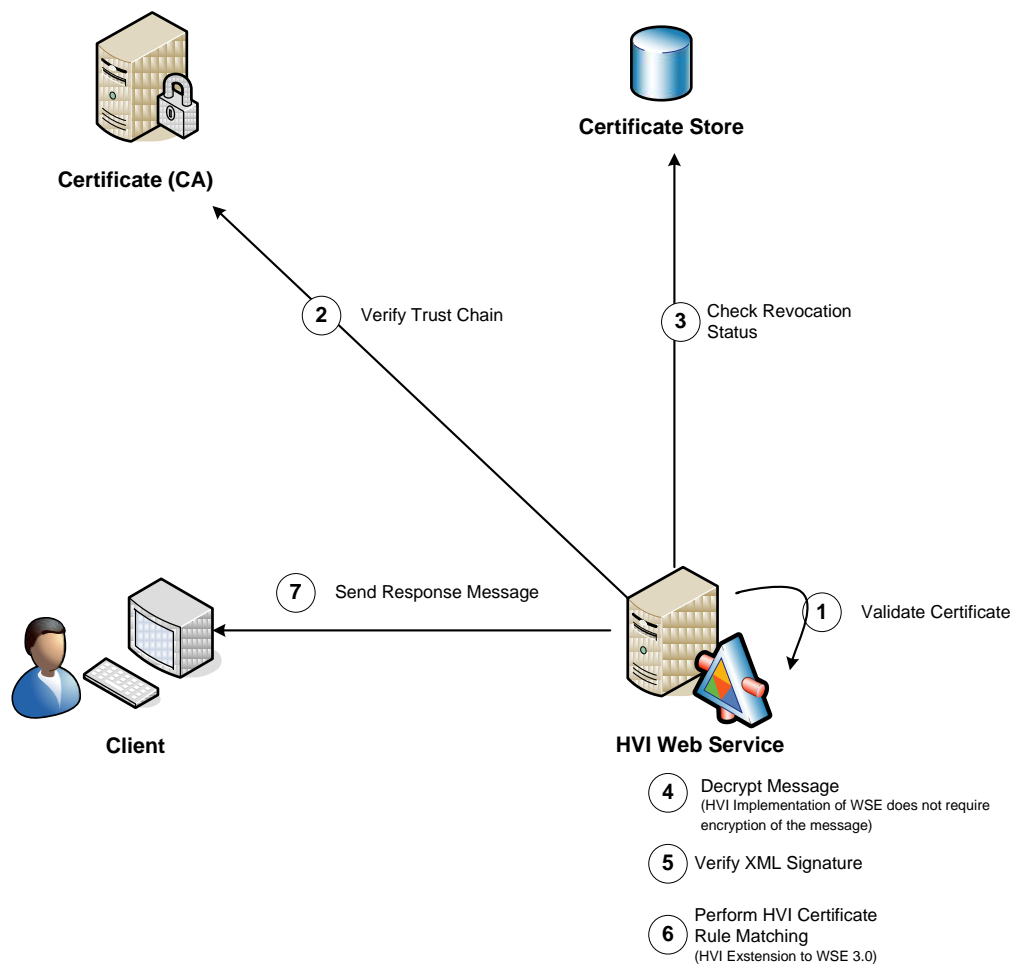 Certificate (CA)
Certificate Store
2 Verify Trust Chain
3 Check Revocation
Status
7 Send Response Message
1 Validate Certificate
Client
HVI Web Service
4 Decrypt Message
(HVI Implementation of WSE does not require
encryption of the message)
5 Verify XML Signature
6 Perform HVI Certificate
Rule Matching
(HVI Exstension to WSE 3.0)